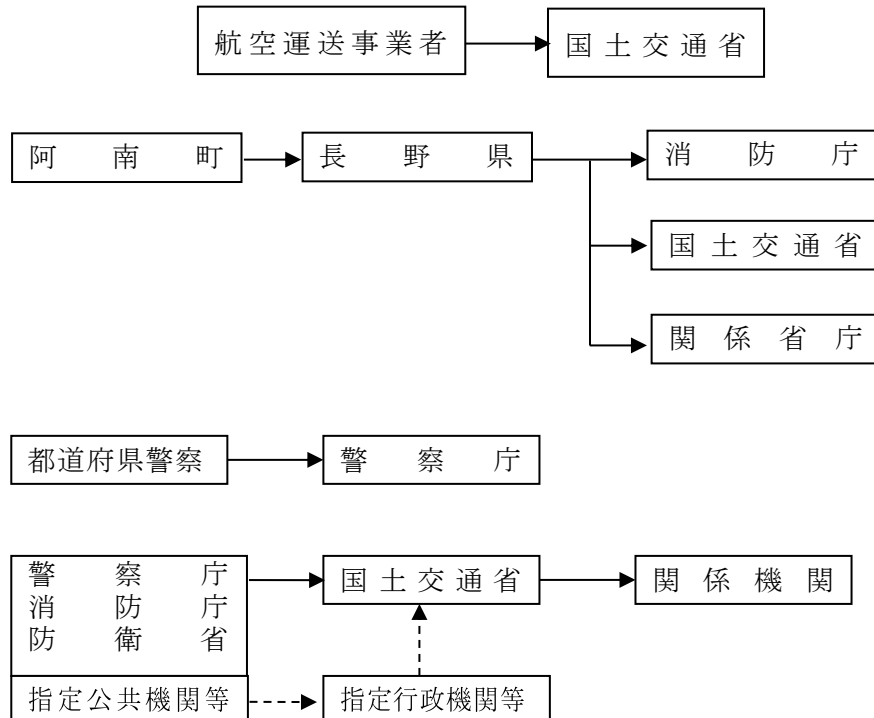 航空運送事業者
国土交通省
阿南町
長野県
消防庁
国土交通省
関係省庁
都道府県警察
警察庁
警察庁
消防庁
防衛省
国土交通省
関係機関
指定公共機関等
指定行政機関等